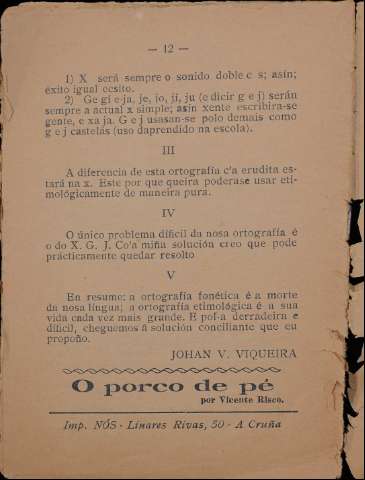 — 12 —
1) X será sempre o sonido doble c s; asin;
éxito igual ecsito.
2) Ge gi e ja, je, jo, ji, ju (e dicir g e j) serán
sempre a actual x simple; asin xente escribira-se
gente, e xa ja. G e j usasan-se polo demais como
g e j castelás (uso daprendido na escola).
III
A diferencia de esta ortografía c'a erudita es-
tará na x. Este por que queira poderase usar eti-
mológicamente de maneira pura.
IV
O único problema difícil da nosa ortografía é
o do X. G. J. Co'a miña solución creo que pode
prácticamente quedar resolto
V
En resume: a ortografía fonética é a morte
da nosa língua; a ortografía etimológica é a sua
vida cada vez mais grande. E pol-a derradeira e
difícil, cheguemos á solución conciliante que eu
propoño.
JOHAN V. VIQUEIRA
O porco de pé
por Vicente Risco.
Imp. NÓS - Linares Rivas, 50 - A Cruña